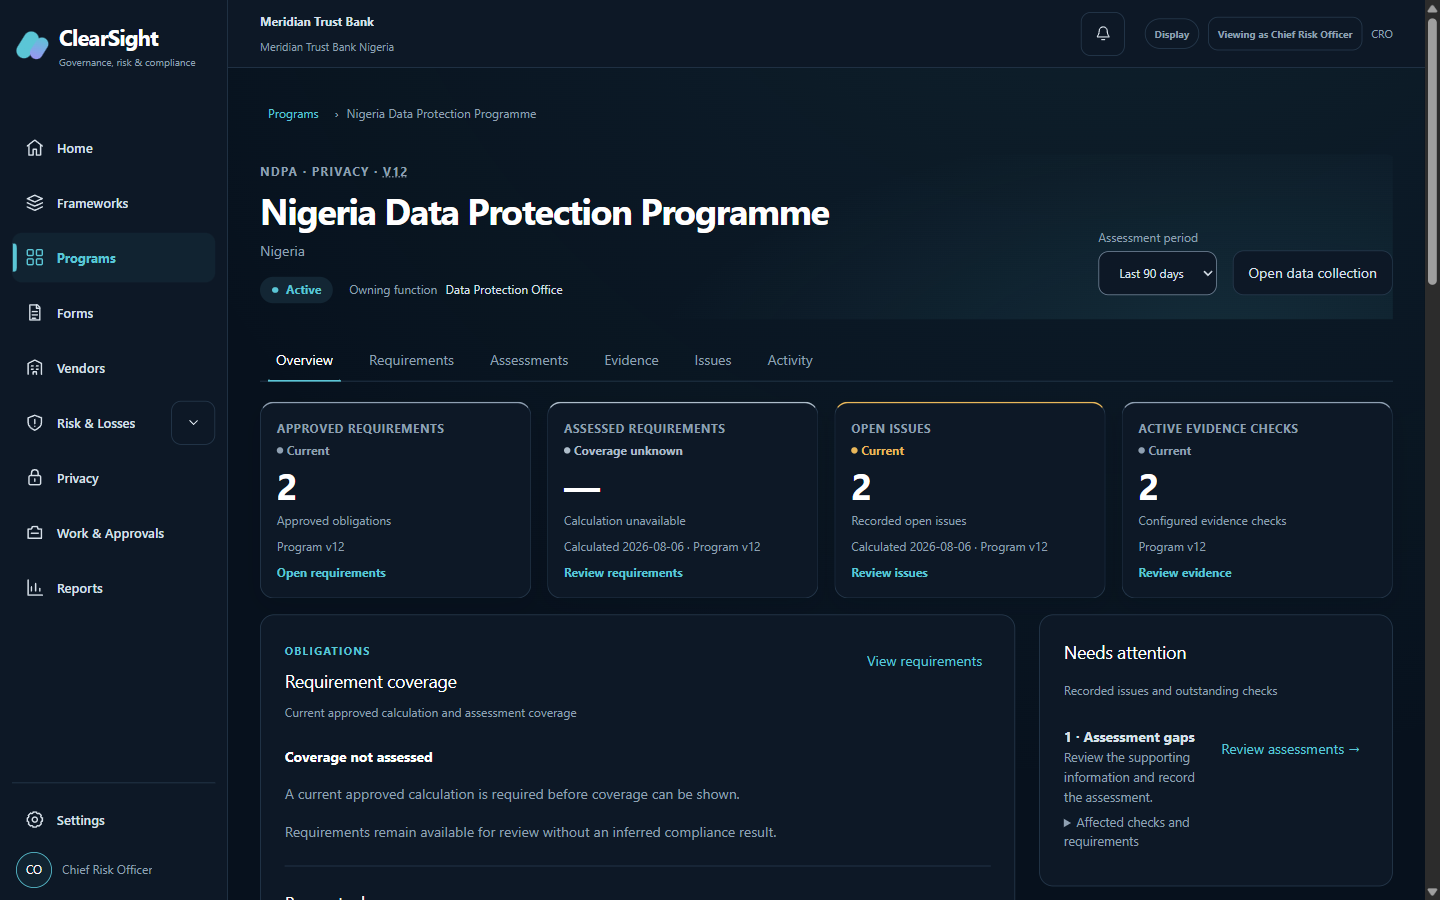 ClearSight
Governance, risk & compliance
Meridian Trust Bank
Meridian Trust Bank Nigeria
Display
Viewing as Chief Risk Officer
CRO
Home
Frameworks
Programs
Forms
Vendors
Risk & Losses
Privacy
Work & Approvals
Reports
Settings
CO
Chief Risk Officer
Programs › Nigeria Data Protection Programme
NDPA · PRIVACY · V12
Nigeria Data Protection Programme
Nigeria
Active
Owning function Data Protection Office
Assessment period
Last 90 days
Open data collection
Overview
Requirements
Assessments
Evidence
Issues
Activity
APPROVED REQUIREMENTS
Current
2
Approved obligations
Program v12
Open requirements
ASSESSED REQUIREMENTS
Coverage unknown
—
Calculation unavailable
Calculated 2026-08-06 · Program v12
Review requirements
OPEN ISSUES
Current
2
Recorded open issues
Calculated 2026-08-06 · Program v12
Review issues
ACTIVE EVIDENCE CHECKS
Current
2
Configured evidence checks
Program v12
Review evidence
OBLIGATIONS
Requirement coverage
Current approved calculation and assessment coverage
View requirements
Coverage not assessed
A current approved calculation is required before coverage can be shown.
Requirements remain available for review without an inferred compliance result.
Needs attention
Recorded issues and outstanding checks
1 · Assessment gaps
Review the supporting
information and record
the assessment.
Affected checks and
requirements
Review assessments →